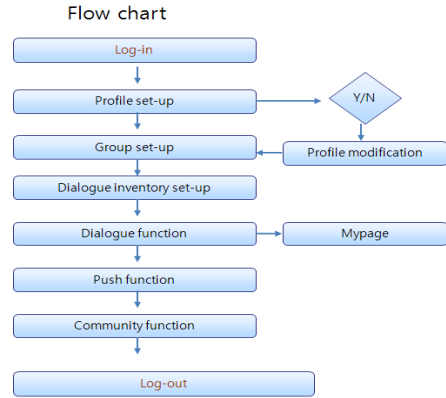 Flow chart
Log-in
Profile set-up
Y/N
Group set-up
Profile modification
Dialogue inventory set-up
Dialogue function
Mypage
Push function
Community function
Log-out